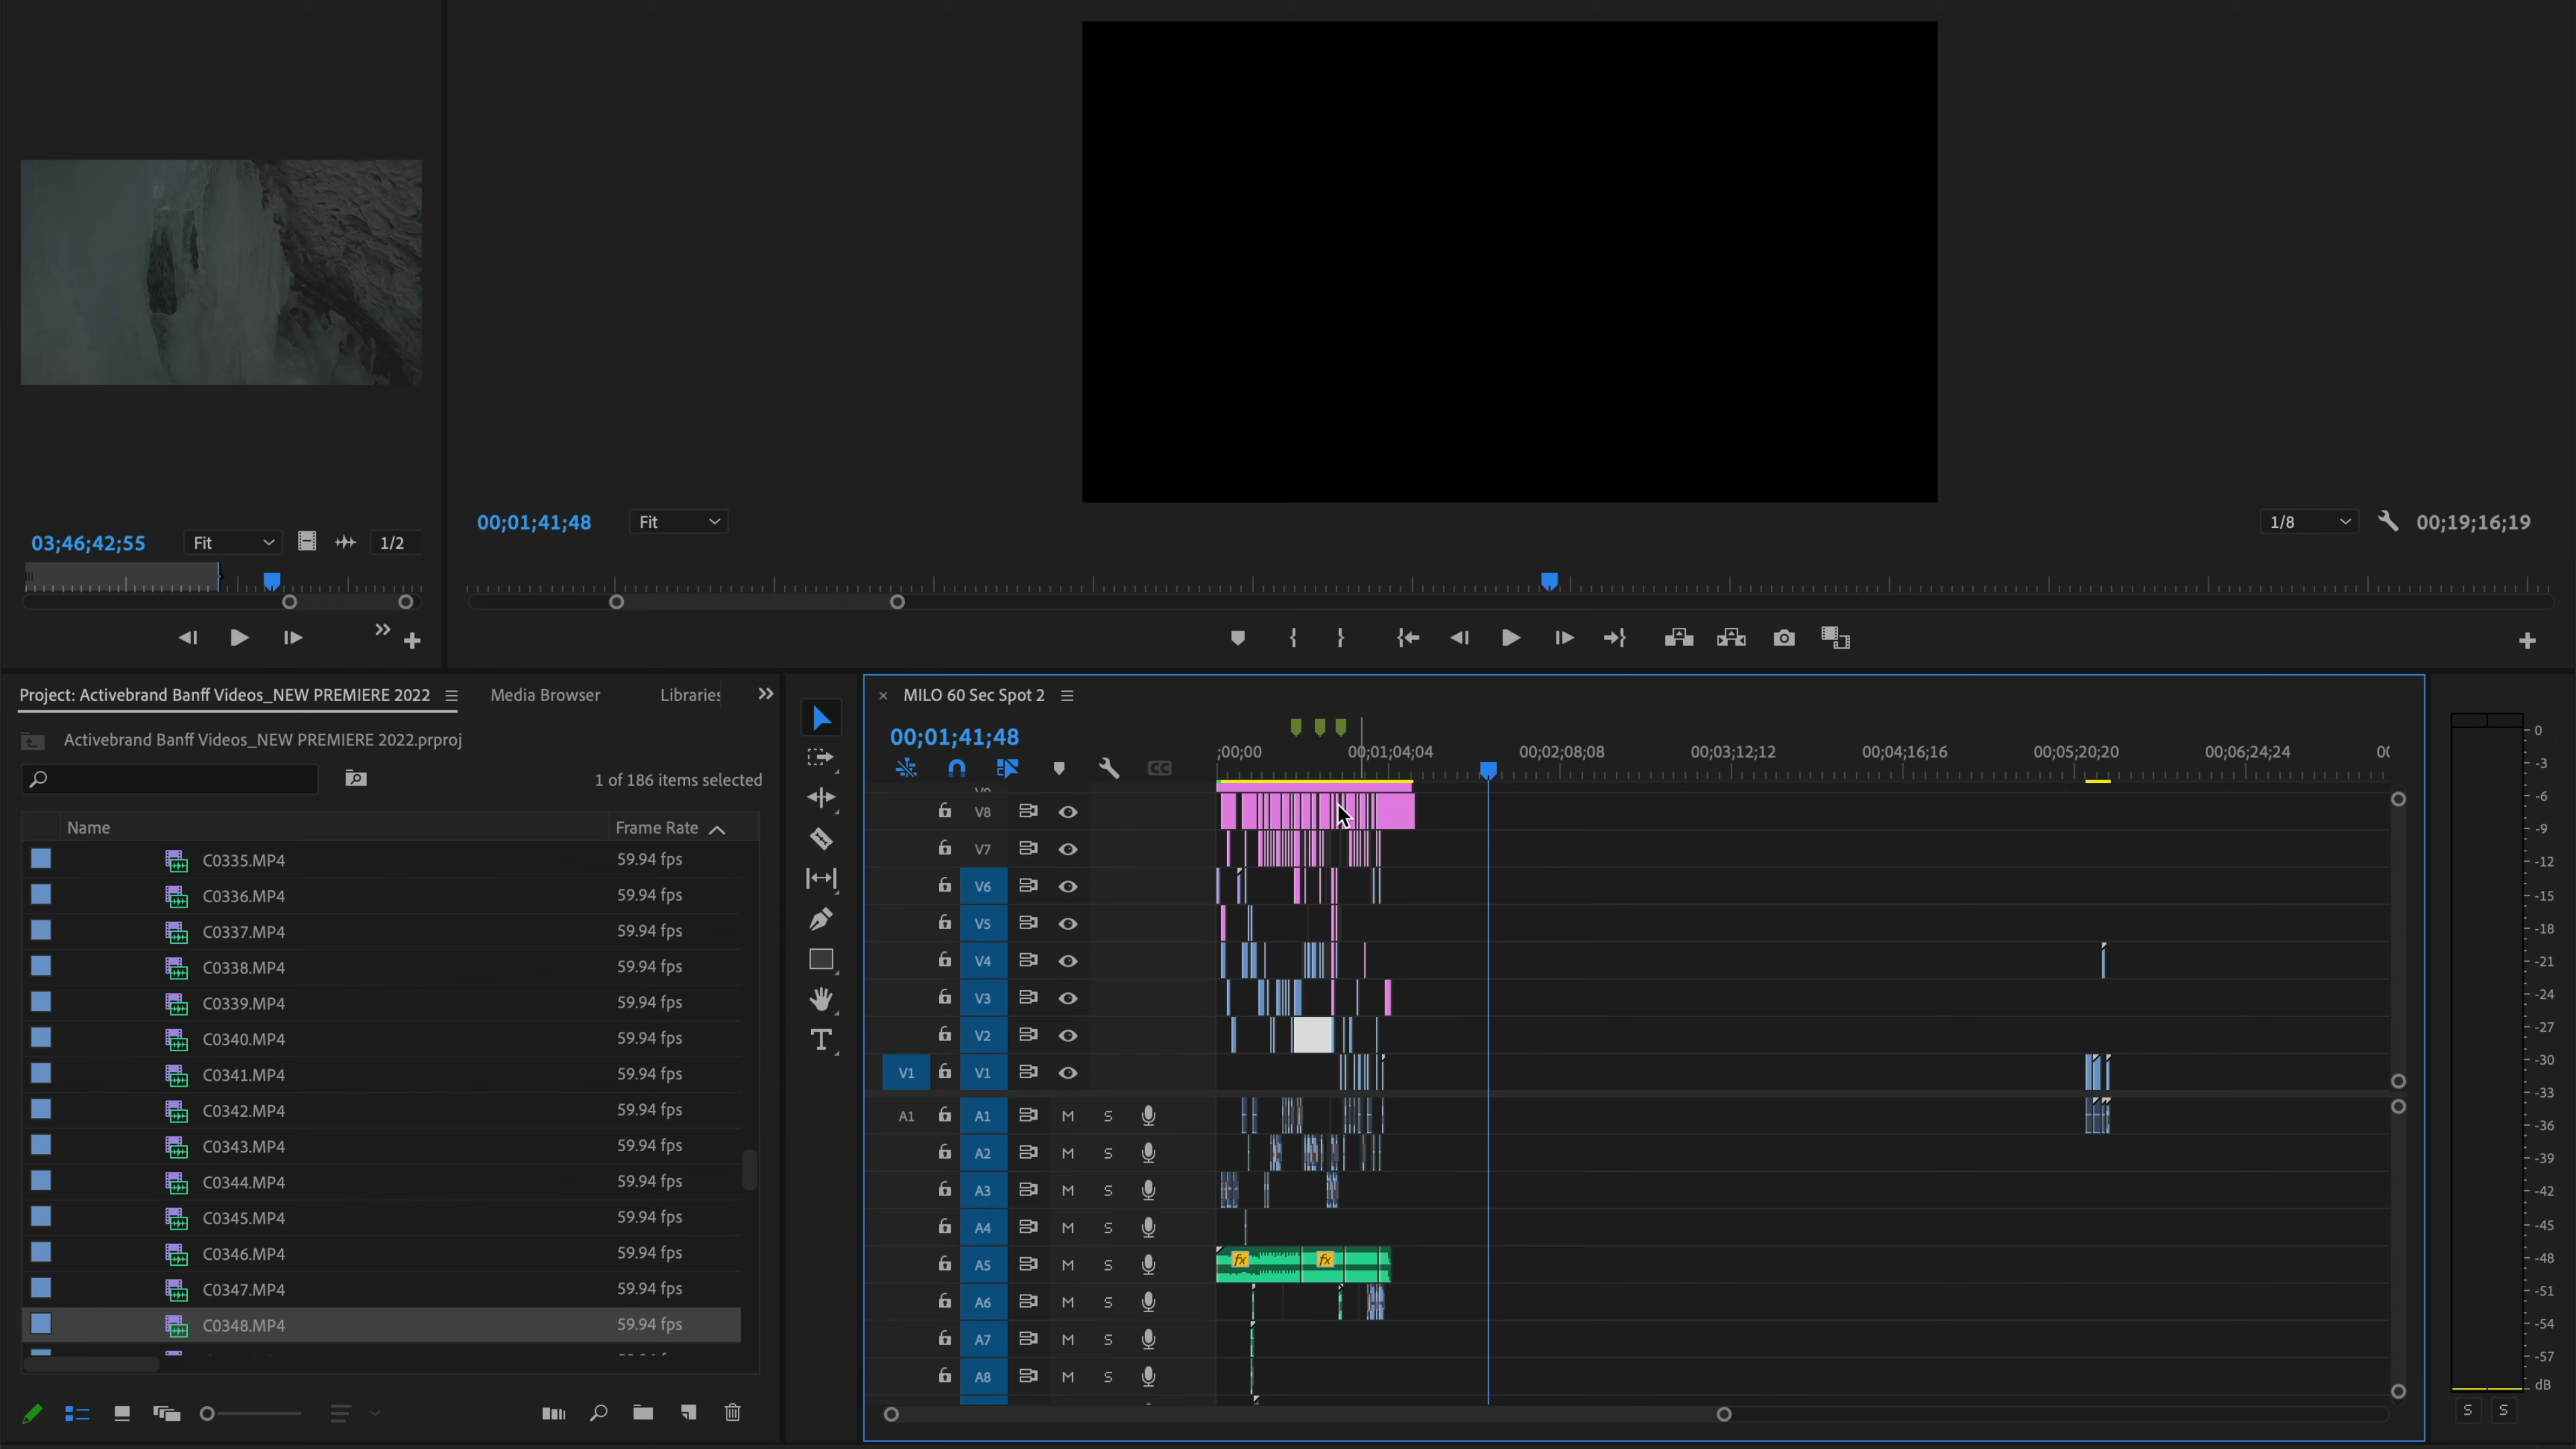 03;46;42;55 Fit 1/2
00;01;41;48 Fit 1/8 00;19;16;19
Project: Activebrand Banff Videos_NEW PREMIERE 2022 Media Browser Libraries
Activebrand Banff Videos_NEW PREMIERE 2022.prproj
1 of 186 items selected
Name Frame Rate
C0335.MP4 59.94 fps
C0336.MP4 59.94 fps
C0337.MP4 59.94 fps
C0338.MP4 59.94 fps
C0339.MP4 59.94 fps
C0340.MP4 59.94 fps
C0341.MP4 59.94 fps
C0342.MP4 59.94 fps
C0343.MP4 59.94 fps
C0344.MP4 59.94 fps
C0345.MP4 59.94 fps
C0346.MP4 59.94 fps
C0347.MP4 59.94 fps
C0348.MP4 59.94 fps
MILO 60 Sec Spot 2
00;01;41;48
;00;00 00;01;04;04 00;02;08;08 00;03;12;12 00;04;16;16 00;05;20;20 00;06;24;24
CC
V8
V7
V6
V5
V4
V3
V2
V1 V1
A1 A1 M S
A2 M S
A3 M S
A4 M S
A5 M S fx fx
A6 M S
A7 M S
A8 M S
0
-3
-6
-9
-12
-15
-18
-21
-24
-27
-30
-33
-36
-39
-42
-45
-48
-51
-54
-57
dB
S S